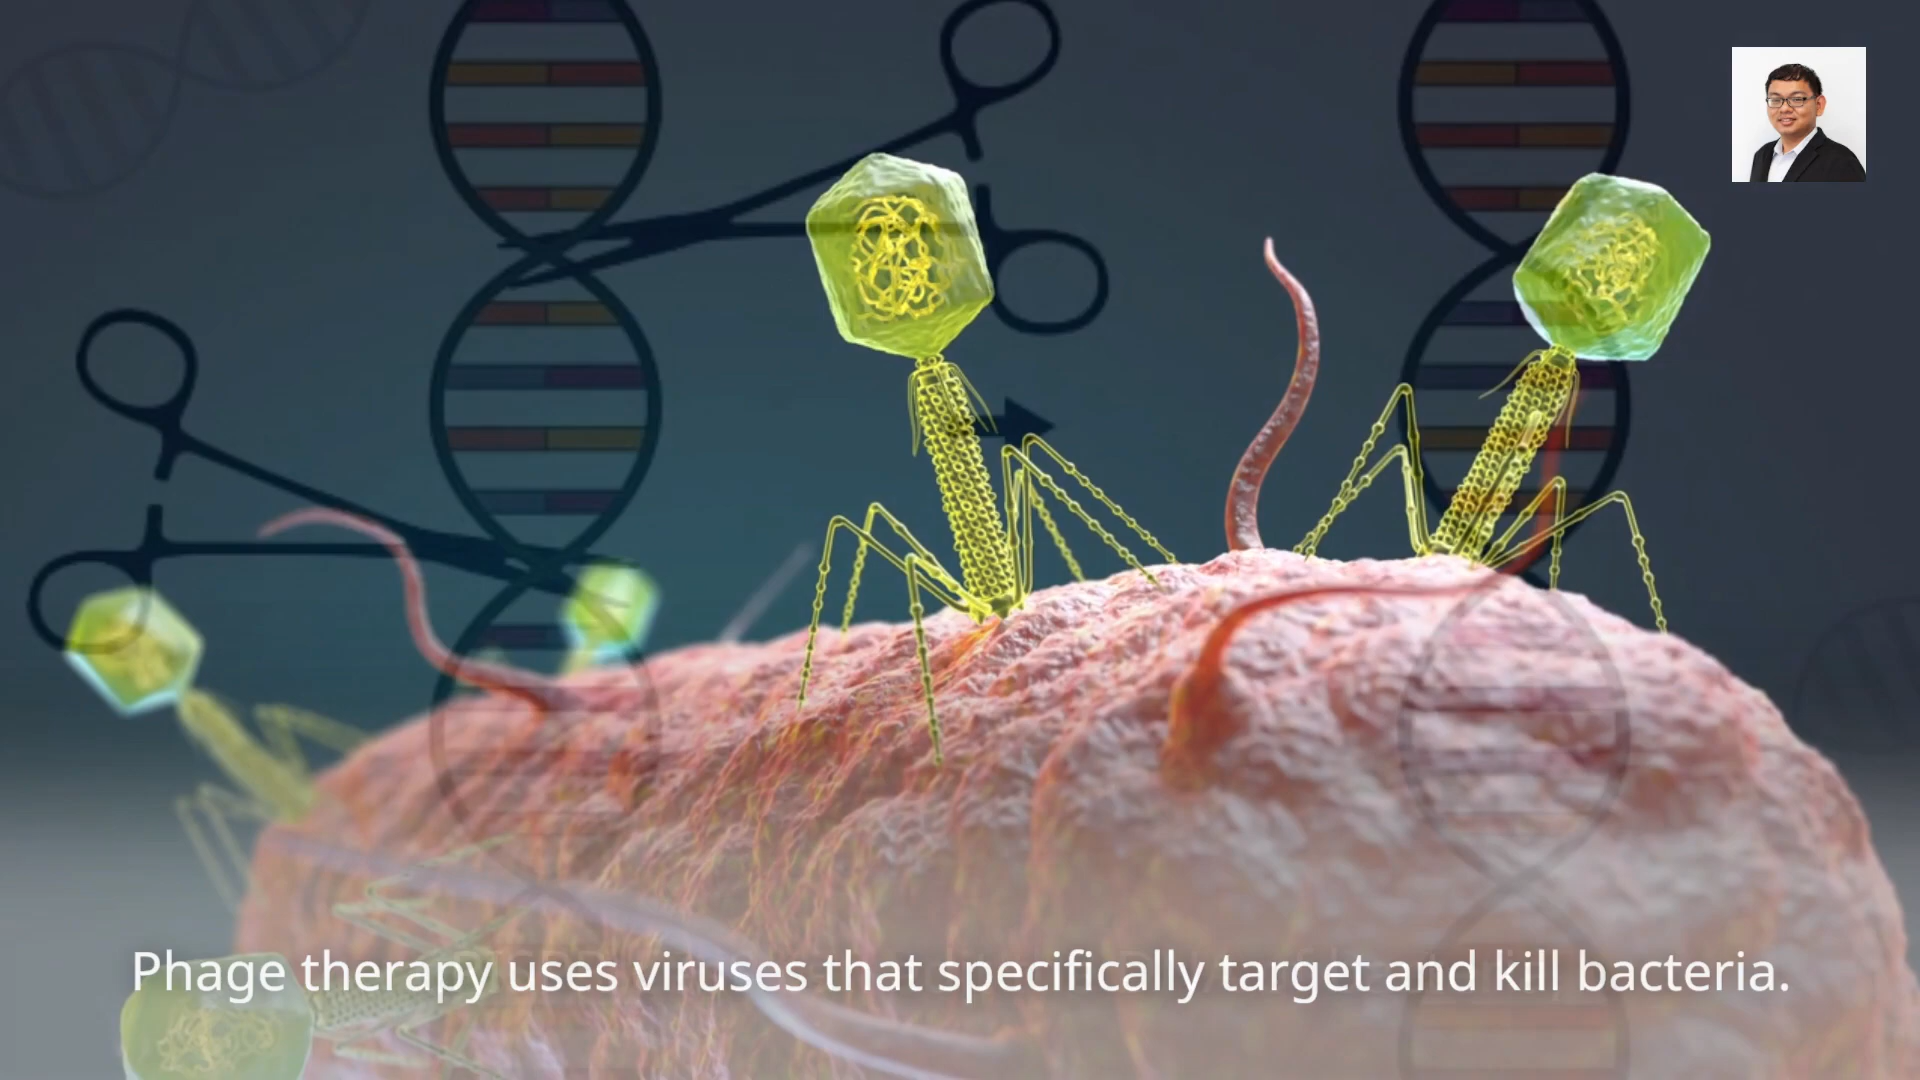 Phage therapy uses viruses that specifically target and kill bacteria.